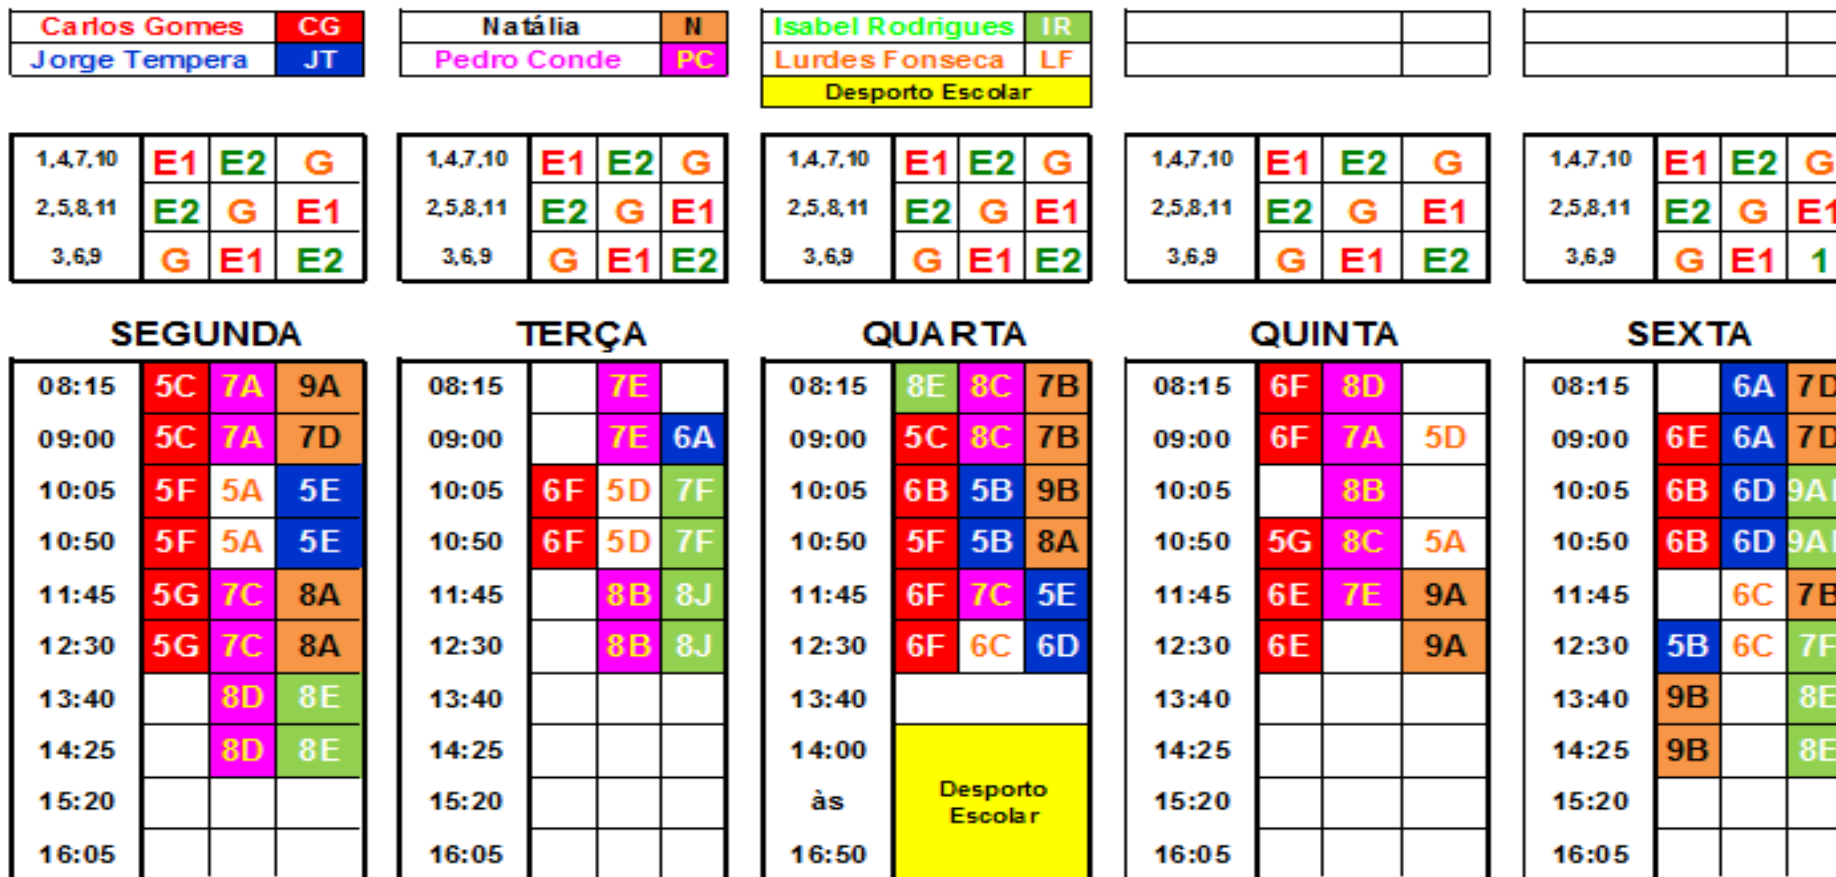 Carlos Gomes CG Natália N Isabel Rodrigues IR
Jorge Tempera JT Pedro Conde PC Lurdes Fonseca LF
Desporto Escolar
1,4,7,10 E1 E2 G 1,4,7,10 E1 E2 G 1,4,7,10 E1 E2 G 1,4,7,10 E1 E2 G 1,4,7,10 E1 E2 G
2,5,8,11 E2 G E1 2,5,8,11 E2 G E1 2,5,8,11 E2 G E1 2,5,8,11 E2 G E1 2,5,8,11 E2 G E1
3,6,9 G E1 E2 3,6,9 G E1 E2 3,6,9 G E1 E2 3,6,9 G E1 E2 3,6,9 G E1 1
SEGUNDA TERÇA QUARTA QUINTA SEXTA
08:15 5C 7A 9A 08:15 7E 08:15 8E 8C 7B 08:15 6F 8D 08:15 6A 7D
09:00 5C 7A 7D 09:00 7E 6A 09:00 5C 8C 7B 09:00 6F 7A 5D 09:00 6E 6A 7D
10:05 5F 5A 5E 10:05 6F 5D 7F 10:05 6B 5B 9B 10:05 8B 10:05 6B 6D
10:50 5F 5A 5E 10:50 6F 5D 7F 10:50 5F 5B 8A 10:50 5G 8C 5A 10:50 6B 6D
11:45 5G 7C 8A 11:45 8B 8J 11:45 6F 7C 5E 11:45 6E 7E 9A 11:45 6C 7B
12:30 5G 7C 8A 12:30 8B 8J 12:30 6F 6C 6D 12:30 6E 9A 12:30 5B 6C 7F
13:40 8D 8E 13:40 13:40 13:40 13:40 9B 8E
14:25 8D 8E 14:25 14:00 14:25 14:25 9B 8E
15:20 15:20 às Desporto 15:20 15:20
Escolar
16:05 16:05 16:50 16:05 16:05